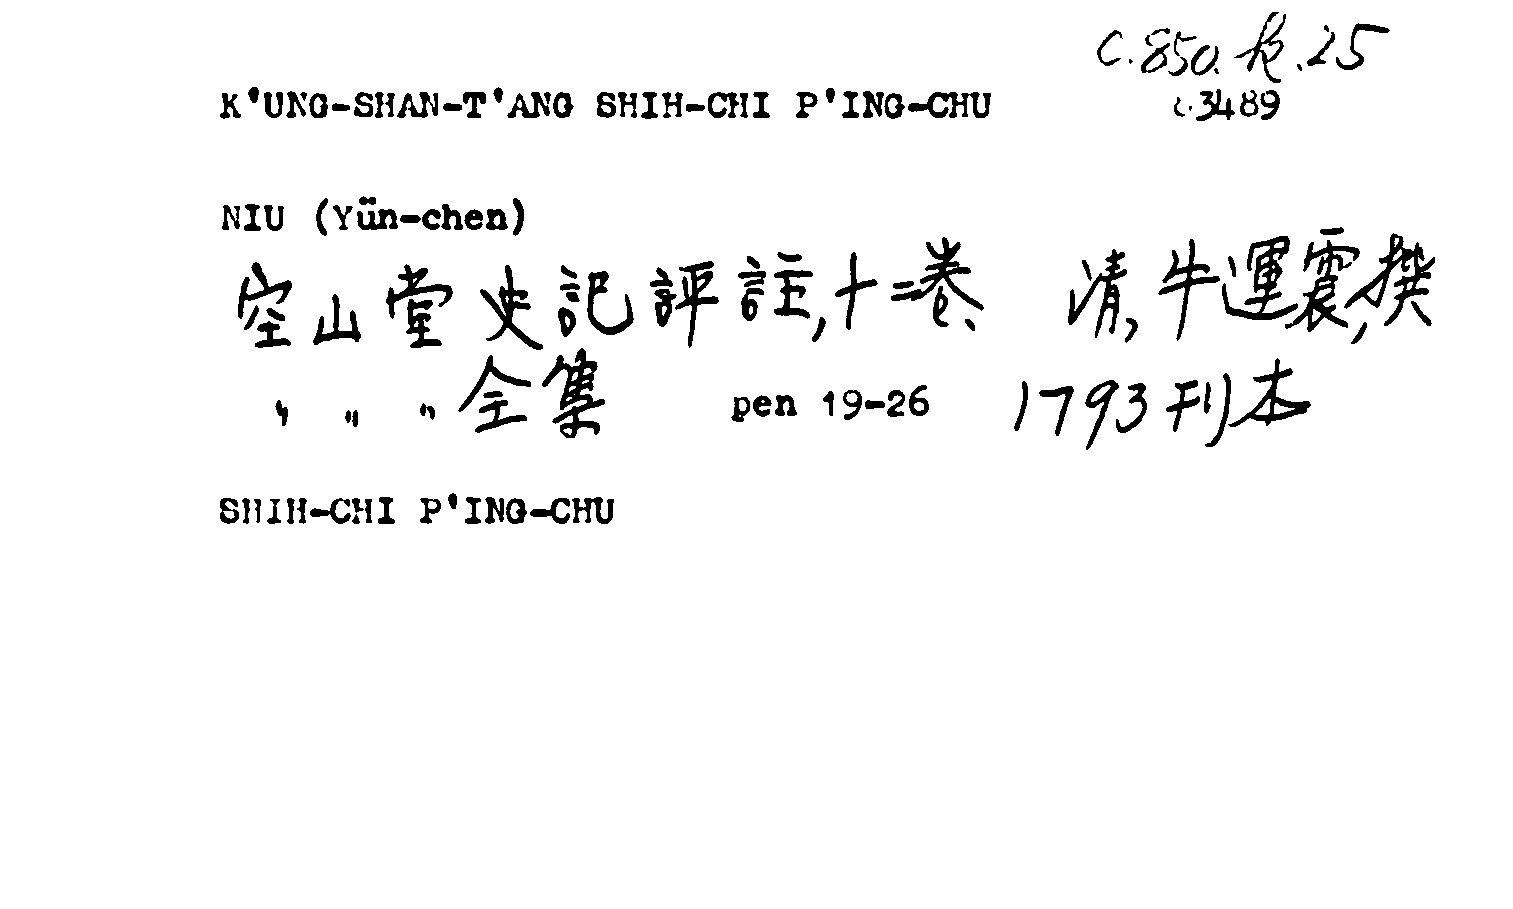 C.850.k.25
K'UNG-SHAN-T'ANG SHIH-CHI P'ING-CHU
c.3489
NIU (Yün-chen)
空山堂史記評註,十二卷、 清,牛運震,撰
" " " 全集 pen 19-26 1793刊本
SHIH-CHI P'ING-CHU